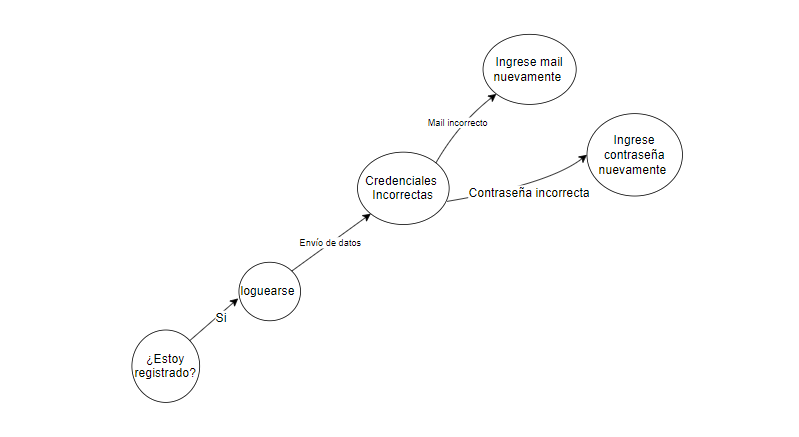 Ingrese mail
nuevamente
Mail incorrecto
Ingrese
contraseña
nuevamente
Credenciales
Incorrectas
Contraseña incorrecta
Envío de datos
loguearse
Sí
¿Estoy
registrado?